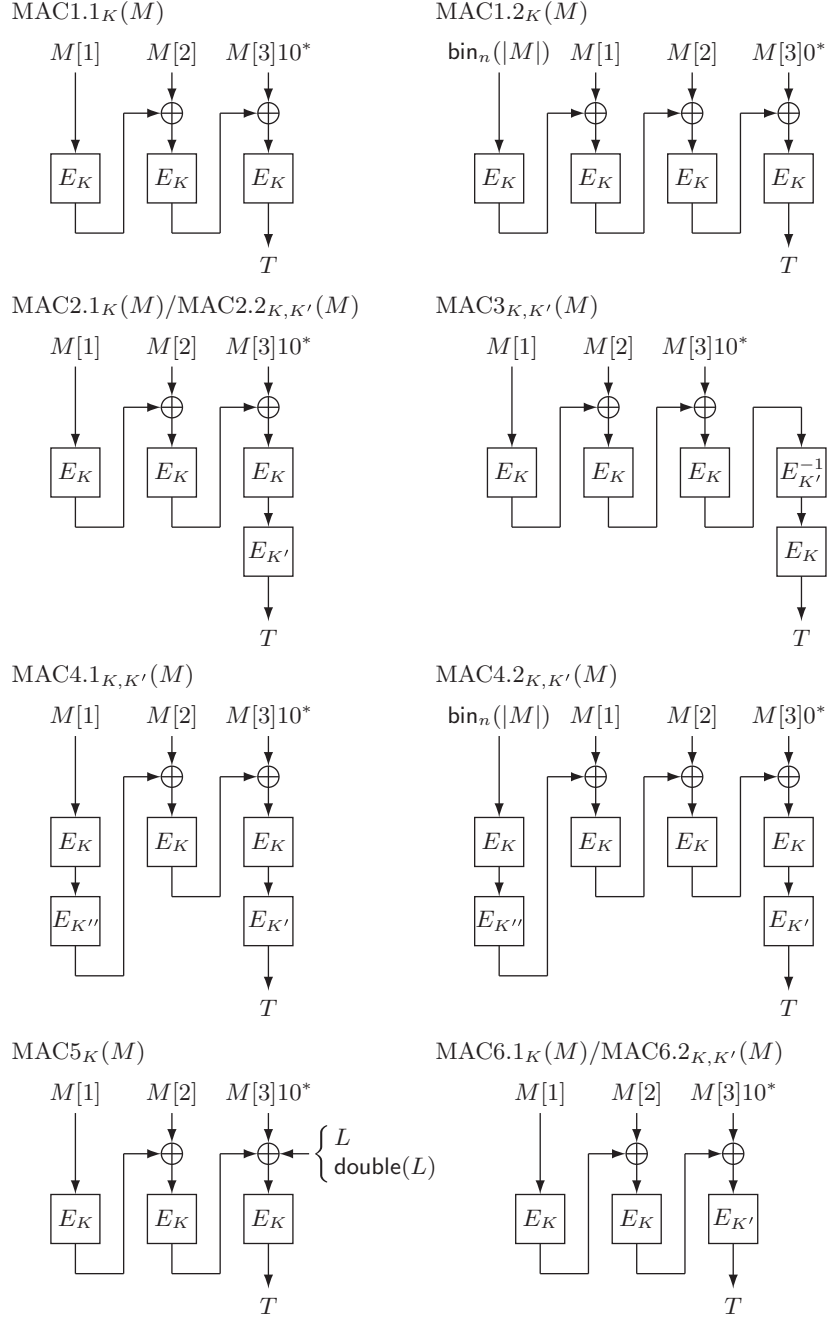 MAC1.1_K(M)
M[1] M[2] M[3]10*
E_K E_K E_K
T
MAC1.2_K(M)
bin_n(|M|) M[1] M[2] M[3]0*
E_K E_K E_K E_K
T
MAC2.1_K(M)/MAC2.2_{K,K′}(M)
M[1] M[2] M[3]10*
E_K E_K E_K
E_{K′}
T
MAC3_{K,K′}(M)
M[1] M[2] M[3]10*
E_K E_K E_K E_{K′}^{−1}
E_K
T
MAC4.1_{K,K′}(M)
M[1] M[2] M[3]10*
E_K E_K E_K
E_{K′′} E_{K′}
T
MAC4.2_{K,K′}(M)
bin_n(|M|) M[1] M[2] M[3]0*
E_K E_K E_K E_K
E_{K′′} E_{K′}
T
MAC5_K(M)
M[1] M[2] M[3]10*
L
double(L)
E_K E_K E_K
T
MAC6.1_K(M)/MAC6.2_{K,K′}(M)
M[1] M[2] M[3]10*
E_K E_K E_{K′}
T